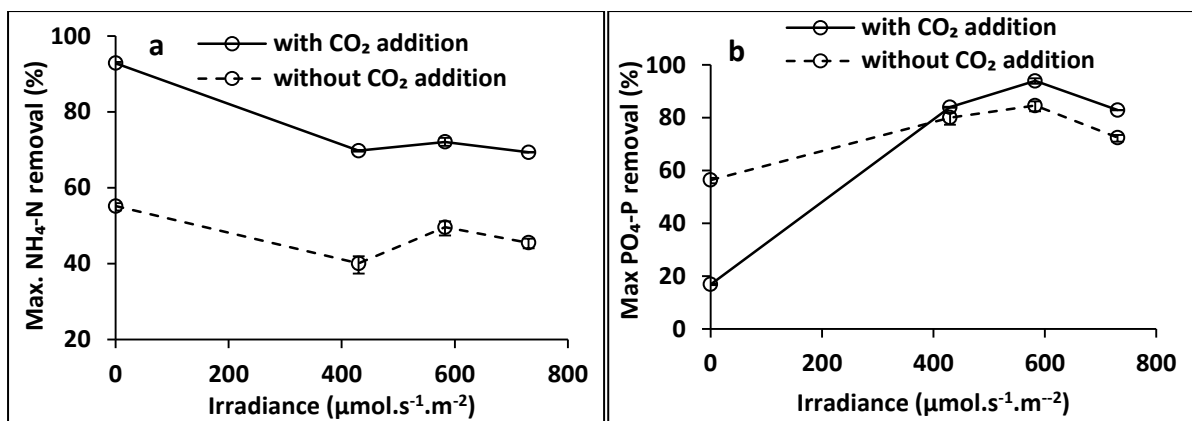 a
with CO₂ addition
without CO₂ addition
Max. NH₄-N removal (%)
100
80
60
40
20
0 200 400 600 800
Irradiance (µmol.s⁻¹.m⁻²)
b
with CO₂ addition
without CO₂ addition
Max PO₄-P removal (%)
100
80
60
40
20
0
0 200 400 600 800
Irradiance (µmol.s⁻¹.m⁻⁻²)